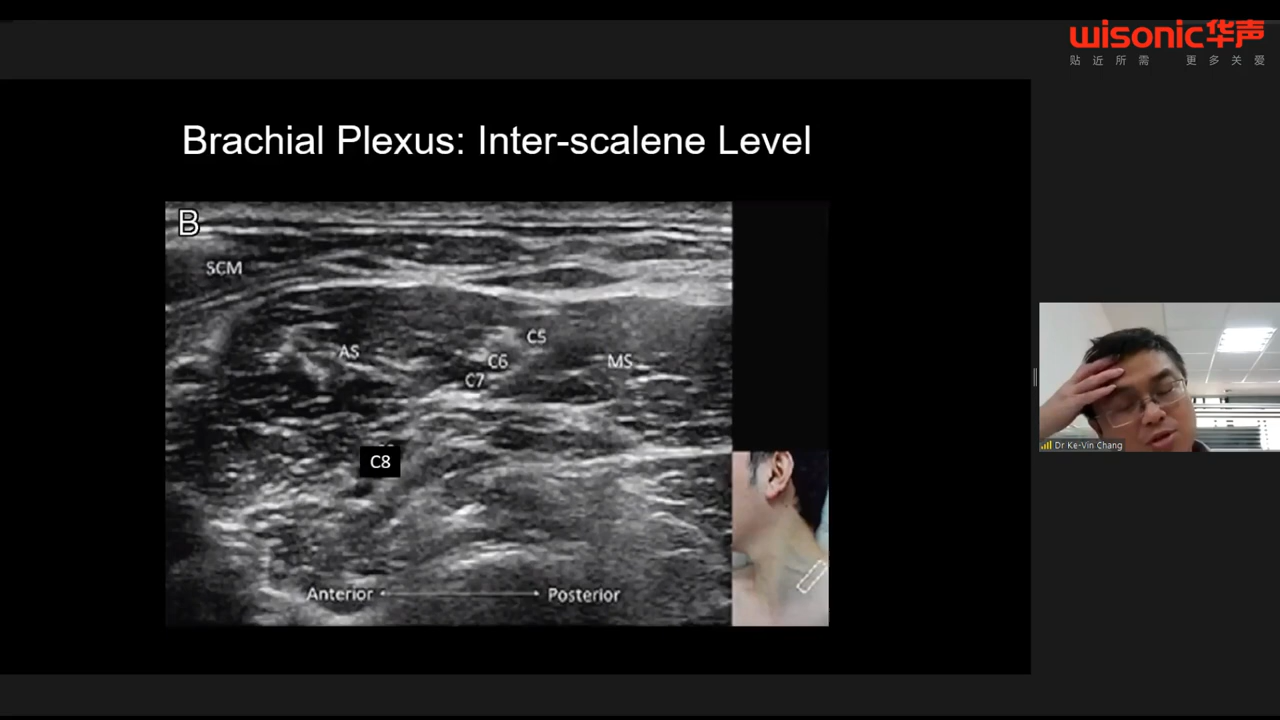 wisonic华声
贴近所需 更多关爱
Brachial Plexus: Inter-scalene Level
B
SCM
C5
AS
C6
MS
C7
C8
Anterior
Posterior
Dr Ke-Vin Chang